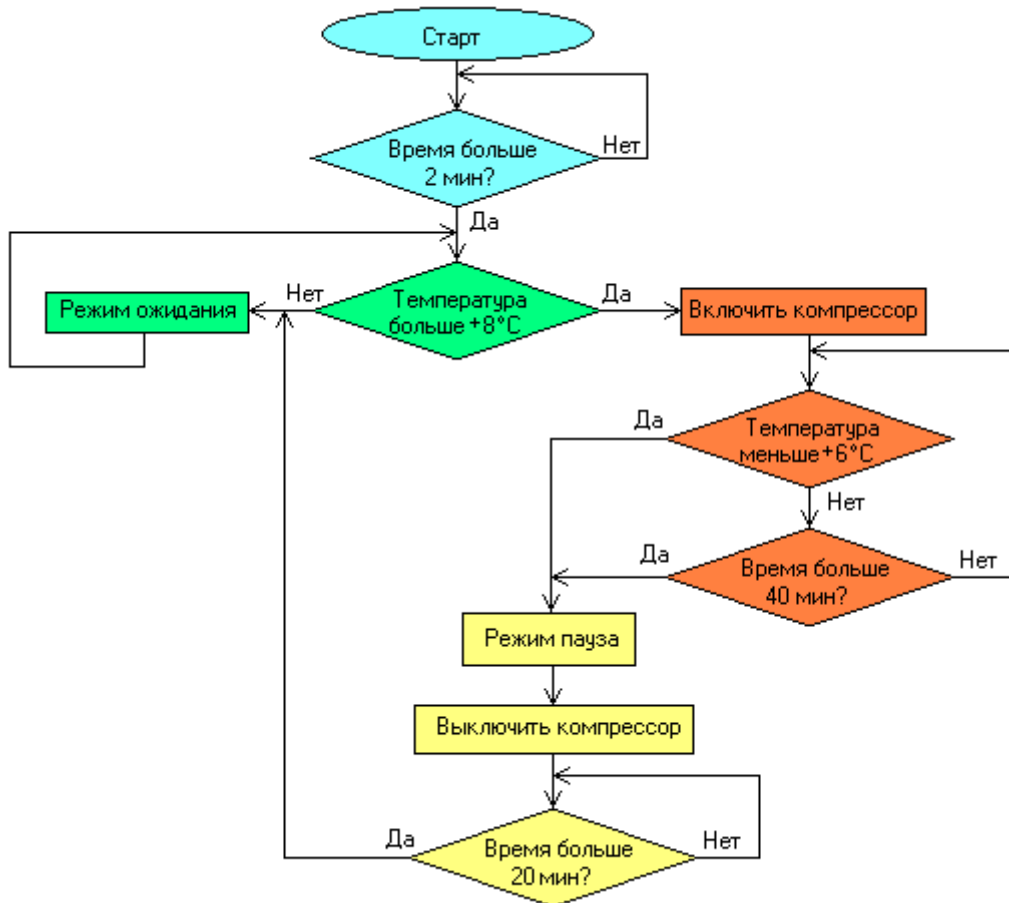 Старт
Время больше
2 мин?
Нет
Да
Режим ожидания
Нет
Температура
больше +8°C
Да
Включить компрессор
Да
Температура
меньше +6°C
Нет
Да
Время больше
40 мин?
Нет
Режим пауза
Выключить компрессор
Да
Время больше
20 мин?
Нет